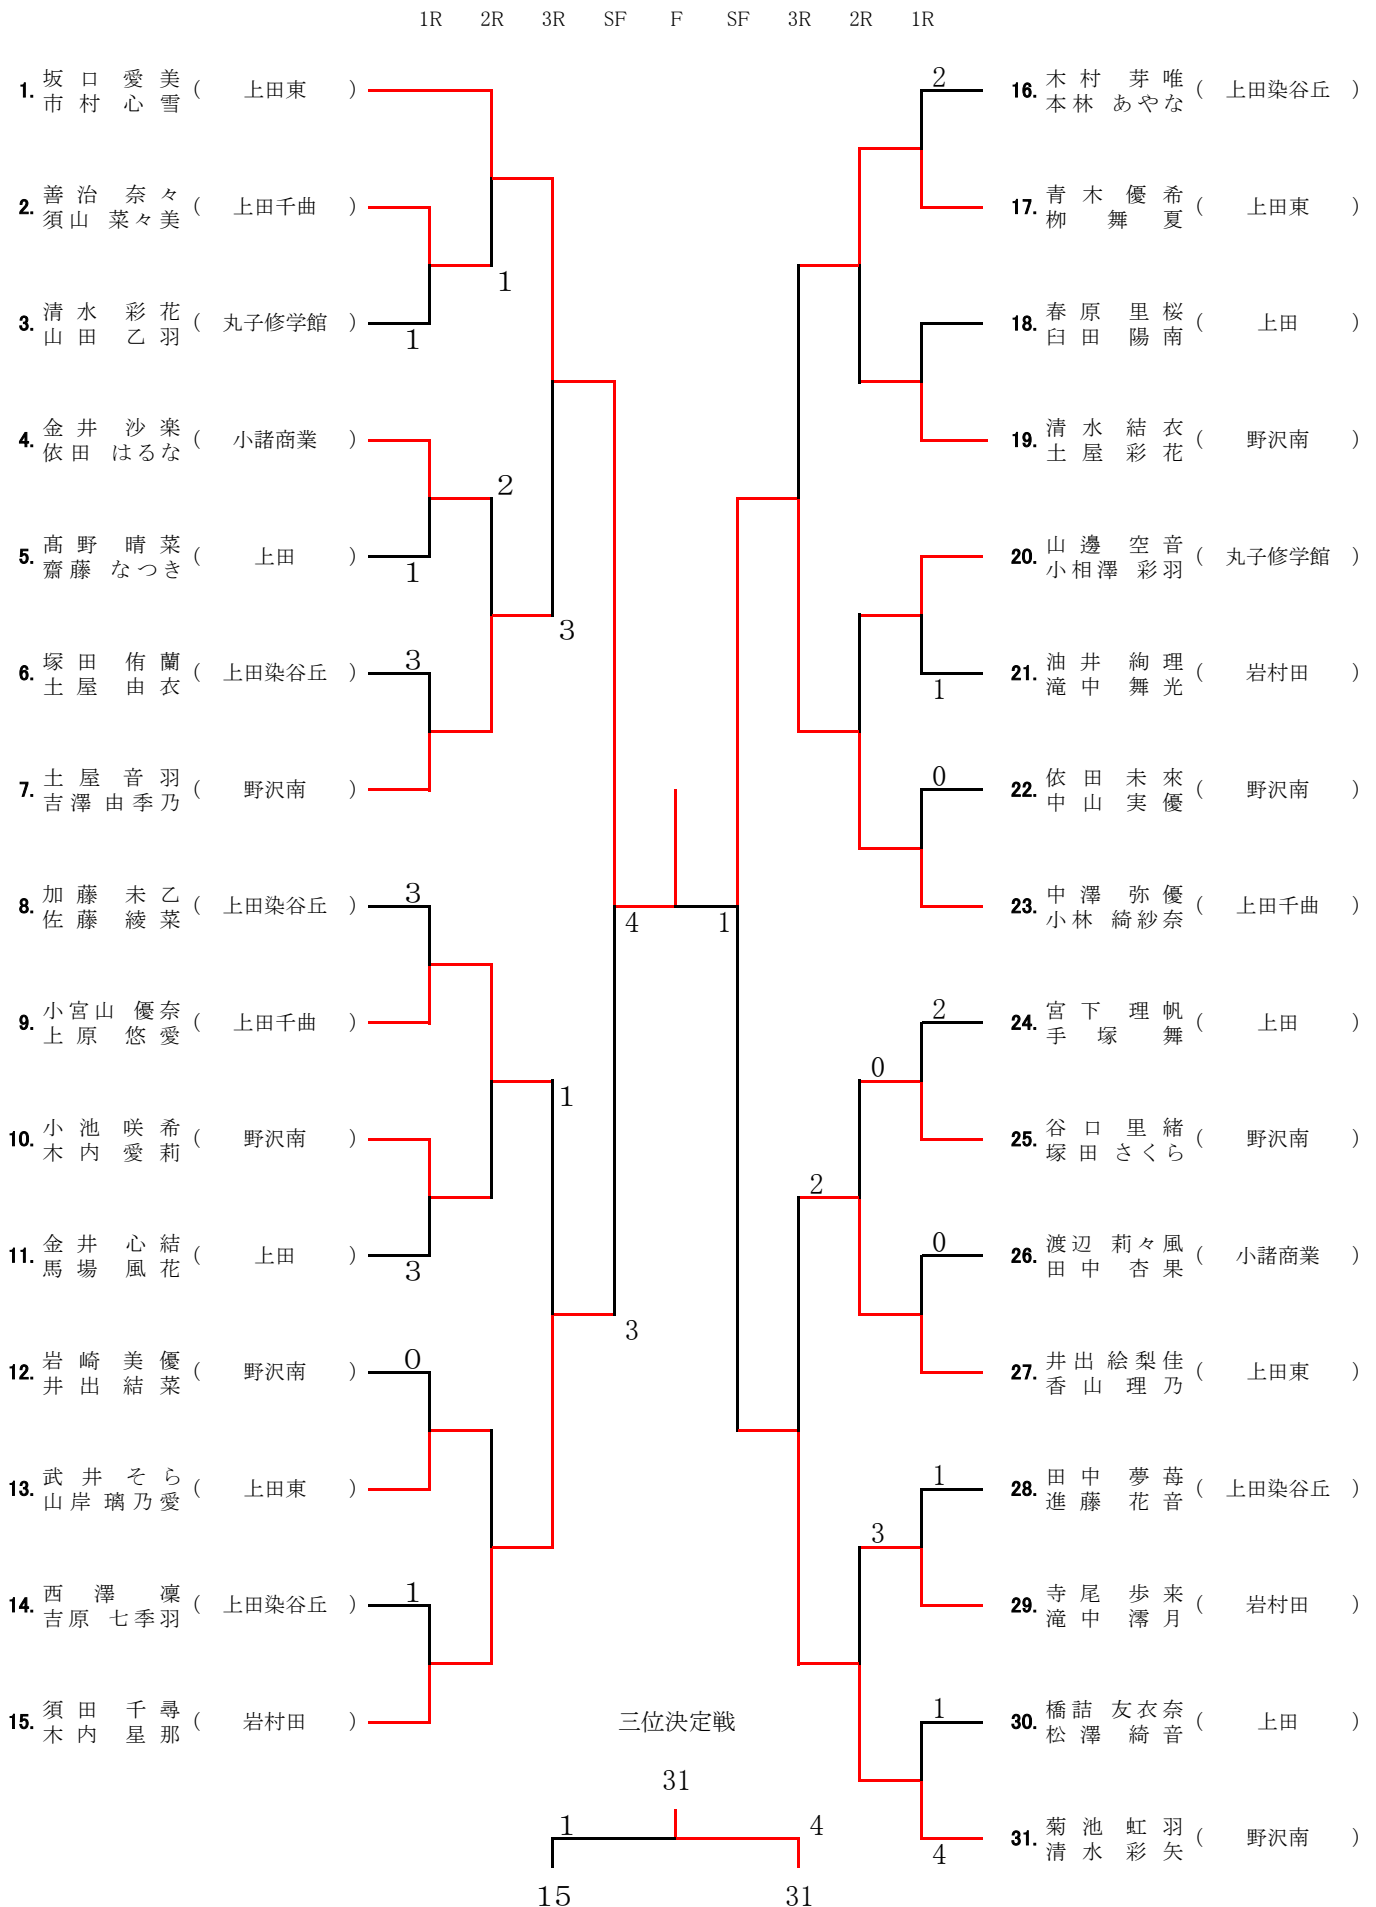 1R 2R 3R SF F SF 3R 2R 1R
1. 坂口 愛美 ( 上田東 )
市村 心雪
2. 善治 奈々 ( 上田千曲 )
須山 菜々美
1
3. 清水 彩花 ( 丸子修学館 )
山田 乙羽
1
4. 金井 沙楽 ( 小諸商業 )
依田 はるな
2
5. 髙野 晴菜 ( 上田 )
齋藤 なつき
1
3
6. 塚田 侑蘭 ( 上田染谷丘 ) 3
土屋 由衣
7. 土屋 音羽 ( 野沢南 )
吉澤 由季乃
8. 加藤 未乙 ( 上田染谷丘 ) 3
佐藤 綾菜
4 1
9. 小宮山 優奈 ( 上田千曲 )
上原 悠愛
1
10. 小池 咲希 ( 野沢南 )
木内 愛莉
11. 金井 心結 ( 上田 )
馬場 風花
3
3
12. 岩崎 美優 ( 野沢南 ) 0
井出 結菜
13. 武井 そら ( 上田東 )
山岸 璃乃愛
14. 西澤 凜 ( 上田染谷丘 ) 1
吉原 七季羽
15. 須田 千尋 ( 岩村田 )
木内 星那
2
16. 木村 芽唯 ( 上田染谷丘 )
本林 あやな
17. 青木 優希 ( 上田東 )
栁 舞夏
18. 春原 里桜 ( 上田 )
臼田 陽南
19. 清水 結衣 ( 野沢南 )
土屋 彩花
20. 山邊 空音 ( 丸子修学館 )
小相澤 彩羽
21. 油井 絢理 ( 岩村田 )
滝中 舞光
1
0
22. 依田 未來 ( 野沢南 )
中山 実優
23. 中澤 弥優 ( 上田千曲 )
小林 綺紗奈
2
24. 宮下 理帆 ( 上田 )
手塚 舞
0
25. 谷口 里緒 ( 野沢南 )
塚田 さくら
2
0
26. 渡辺 莉々風 ( 小諸商業 )
田中 杏果
27. 井出 絵梨佳 ( 上田東 )
香山 理乃
1
28. 田中 夢苺 ( 上田染谷丘 )
進藤 花音
3
29. 寺尾 歩来 ( 岩村田 )
滝中 澪月
1
30. 橋詰 友衣奈 ( 上田 )
松澤 綺音
31. 菊池 虹羽 ( 野沢南 )
清水 彩矢
4
三位決定戦
31
1 4
15 31